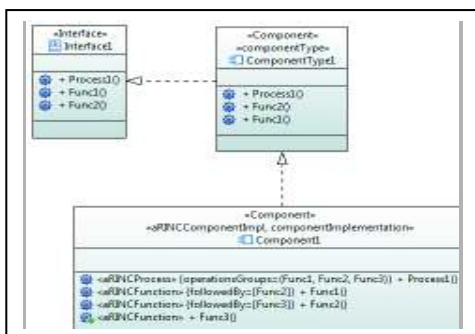 «Interface»
Interface1
+ Process1()
+ Func1()
+ Func2()
«Component»
«componentType»
ComponentType1
+ Process1()
+ Func2()
+ Func1()
«Component»
«aRINCComponentImpl, componentImplementation»
Component1
«aRINCProcess» {operationsGroups=(Func1, Func2, Func3)} + Process1()
«aRINCFunction» {followedBy=[Func2]} + Func1()
«aRINCFunction» {followedBy=[Func3]} + Func2()
«aRINCFunction» + Func3()